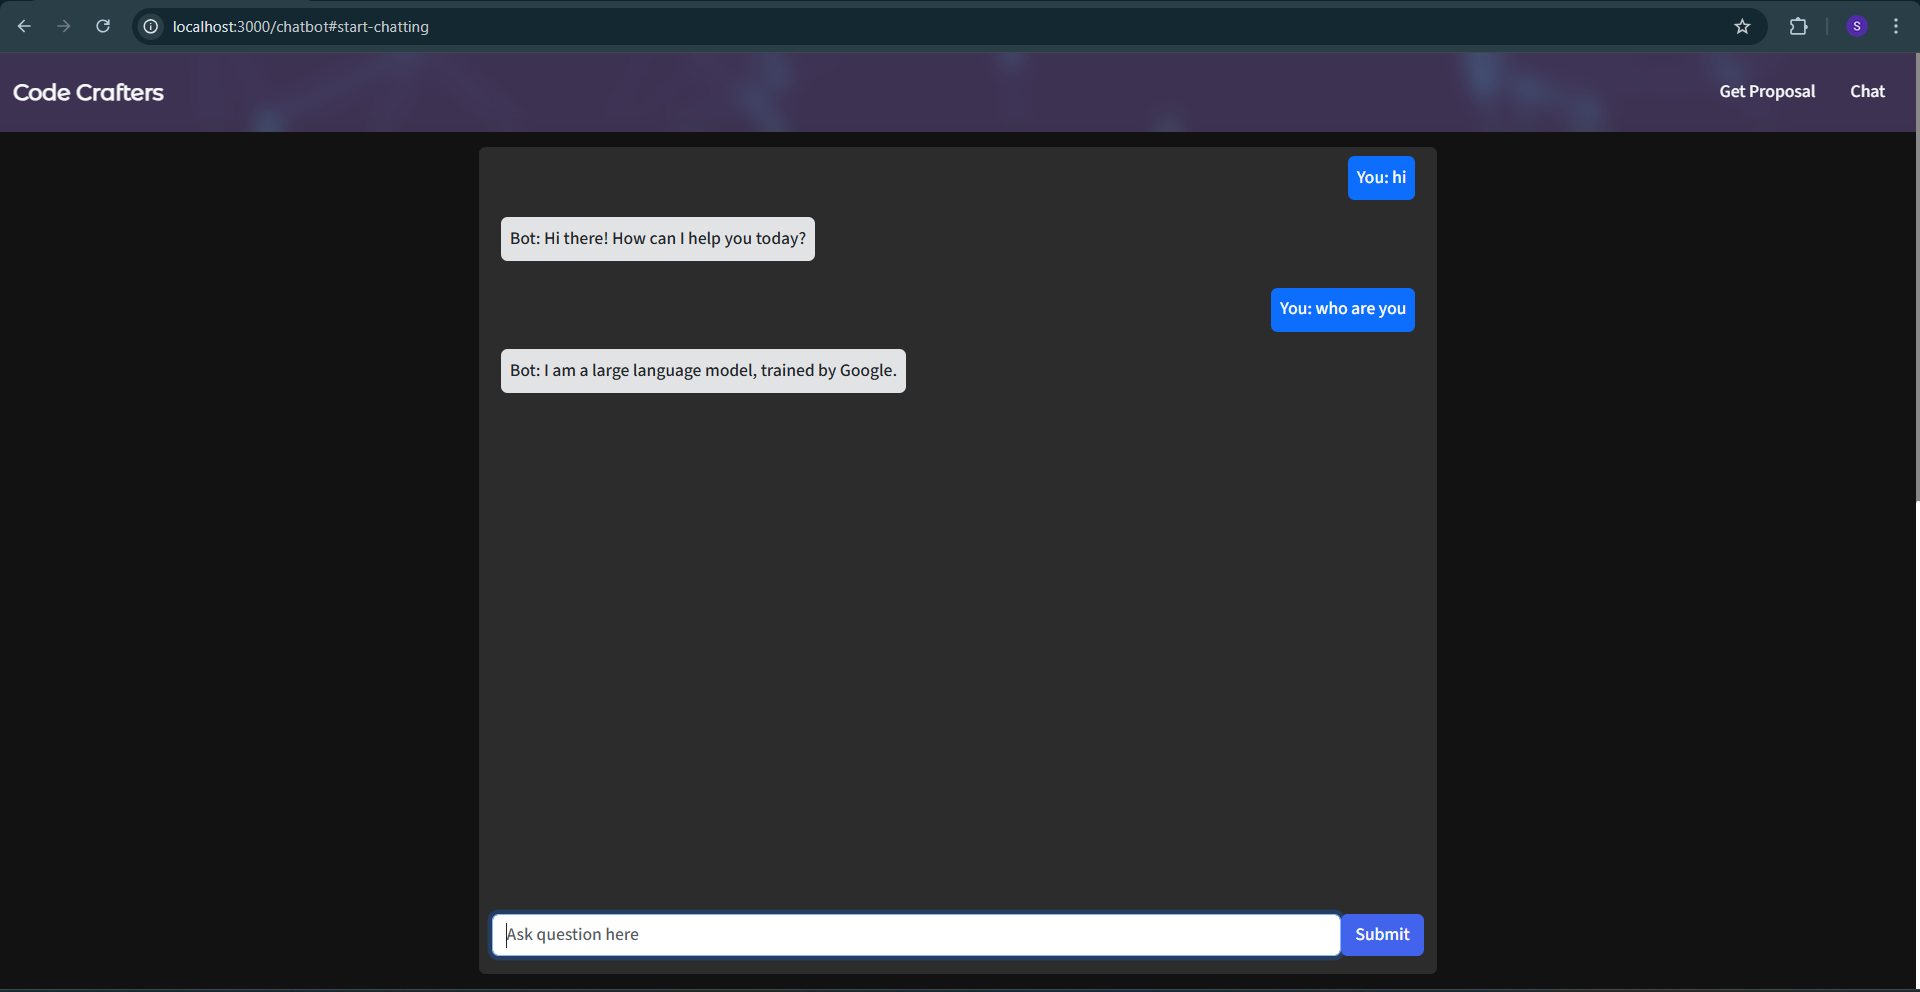 localhost:3000/chatbot#start-chatting
S
Code Crafters
Get Proposal
Chat
You: hi
Bot: Hi there! How can I help you today?
You: who are you
Bot: I am a large language model, trained by Google.
Ask question here
Submit